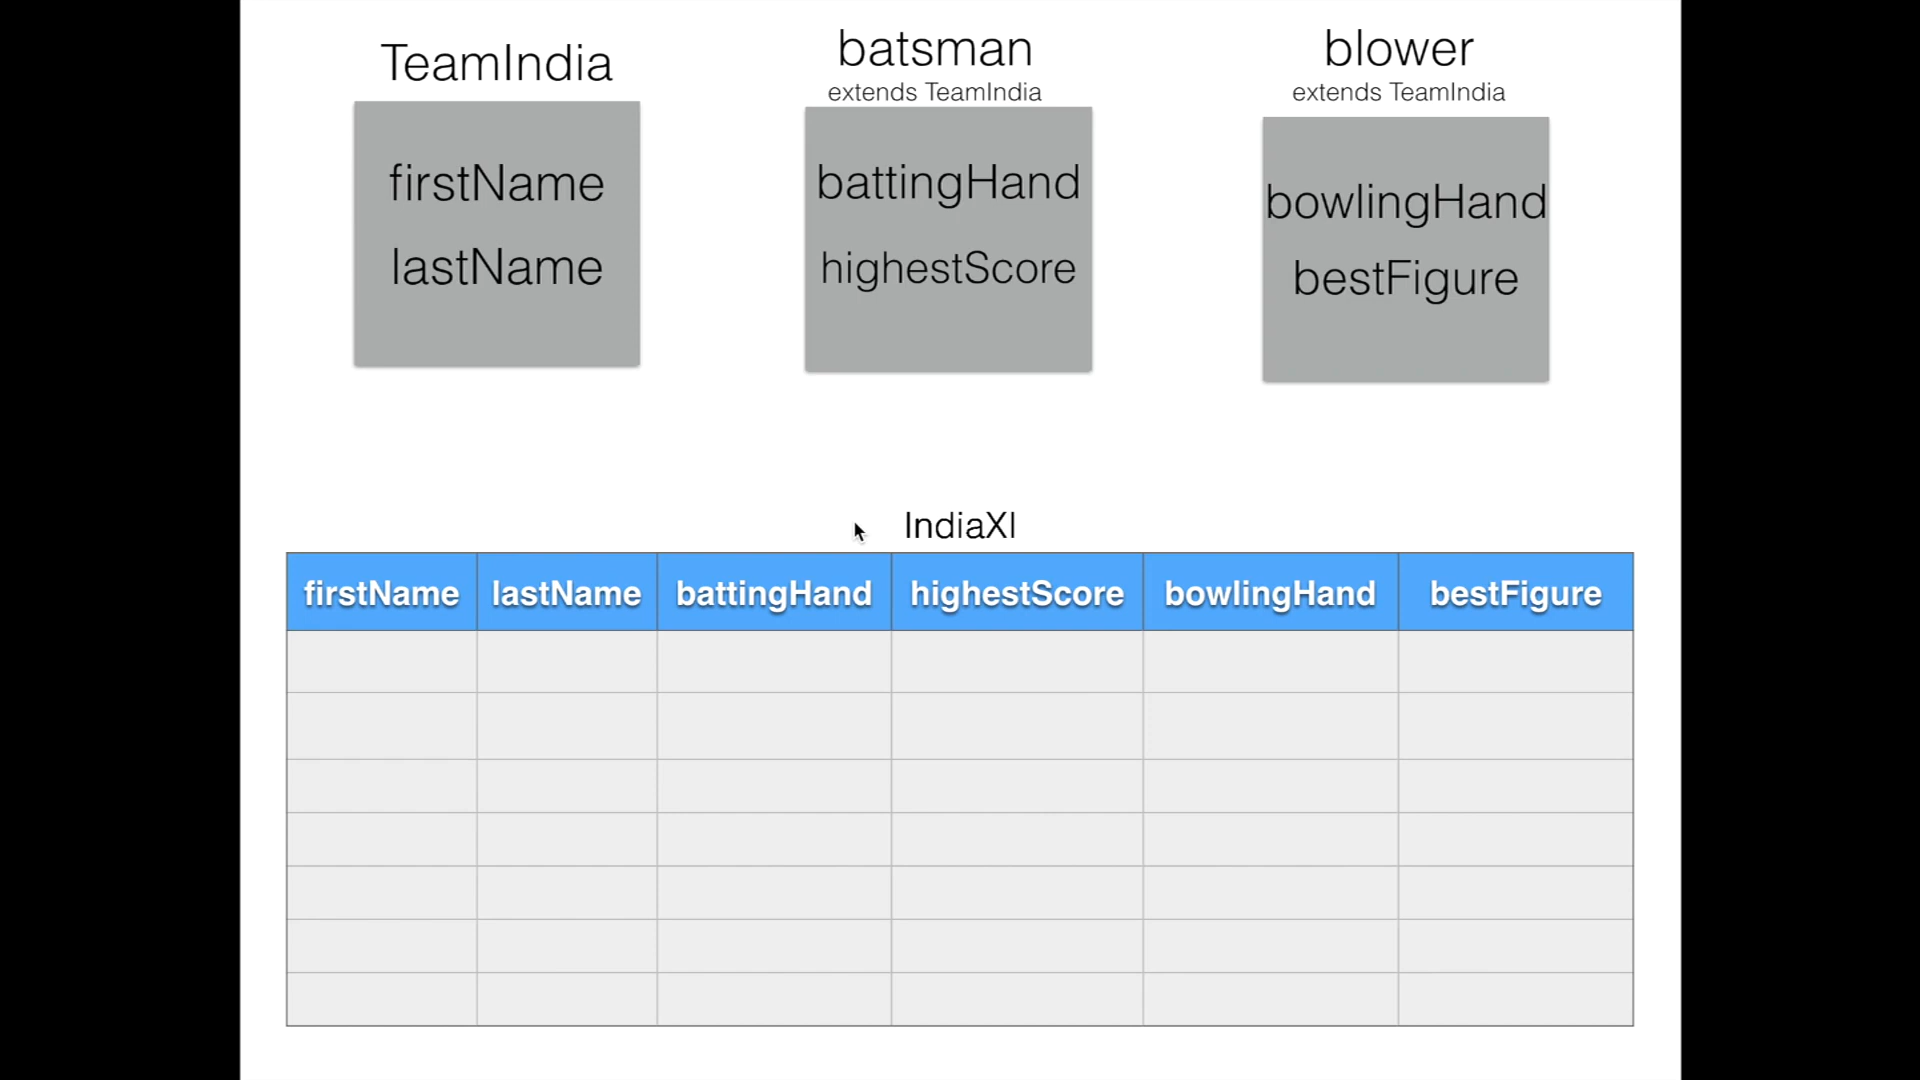 TeamIndia
firstName
lastName
batsman
extends TeamIndia
battingHand
highestScore
blower
extends TeamIndia
bowlingHand
bestFigure
IndiaXI
firstName lastName battingHand highestScore bowlingHand bestFigure